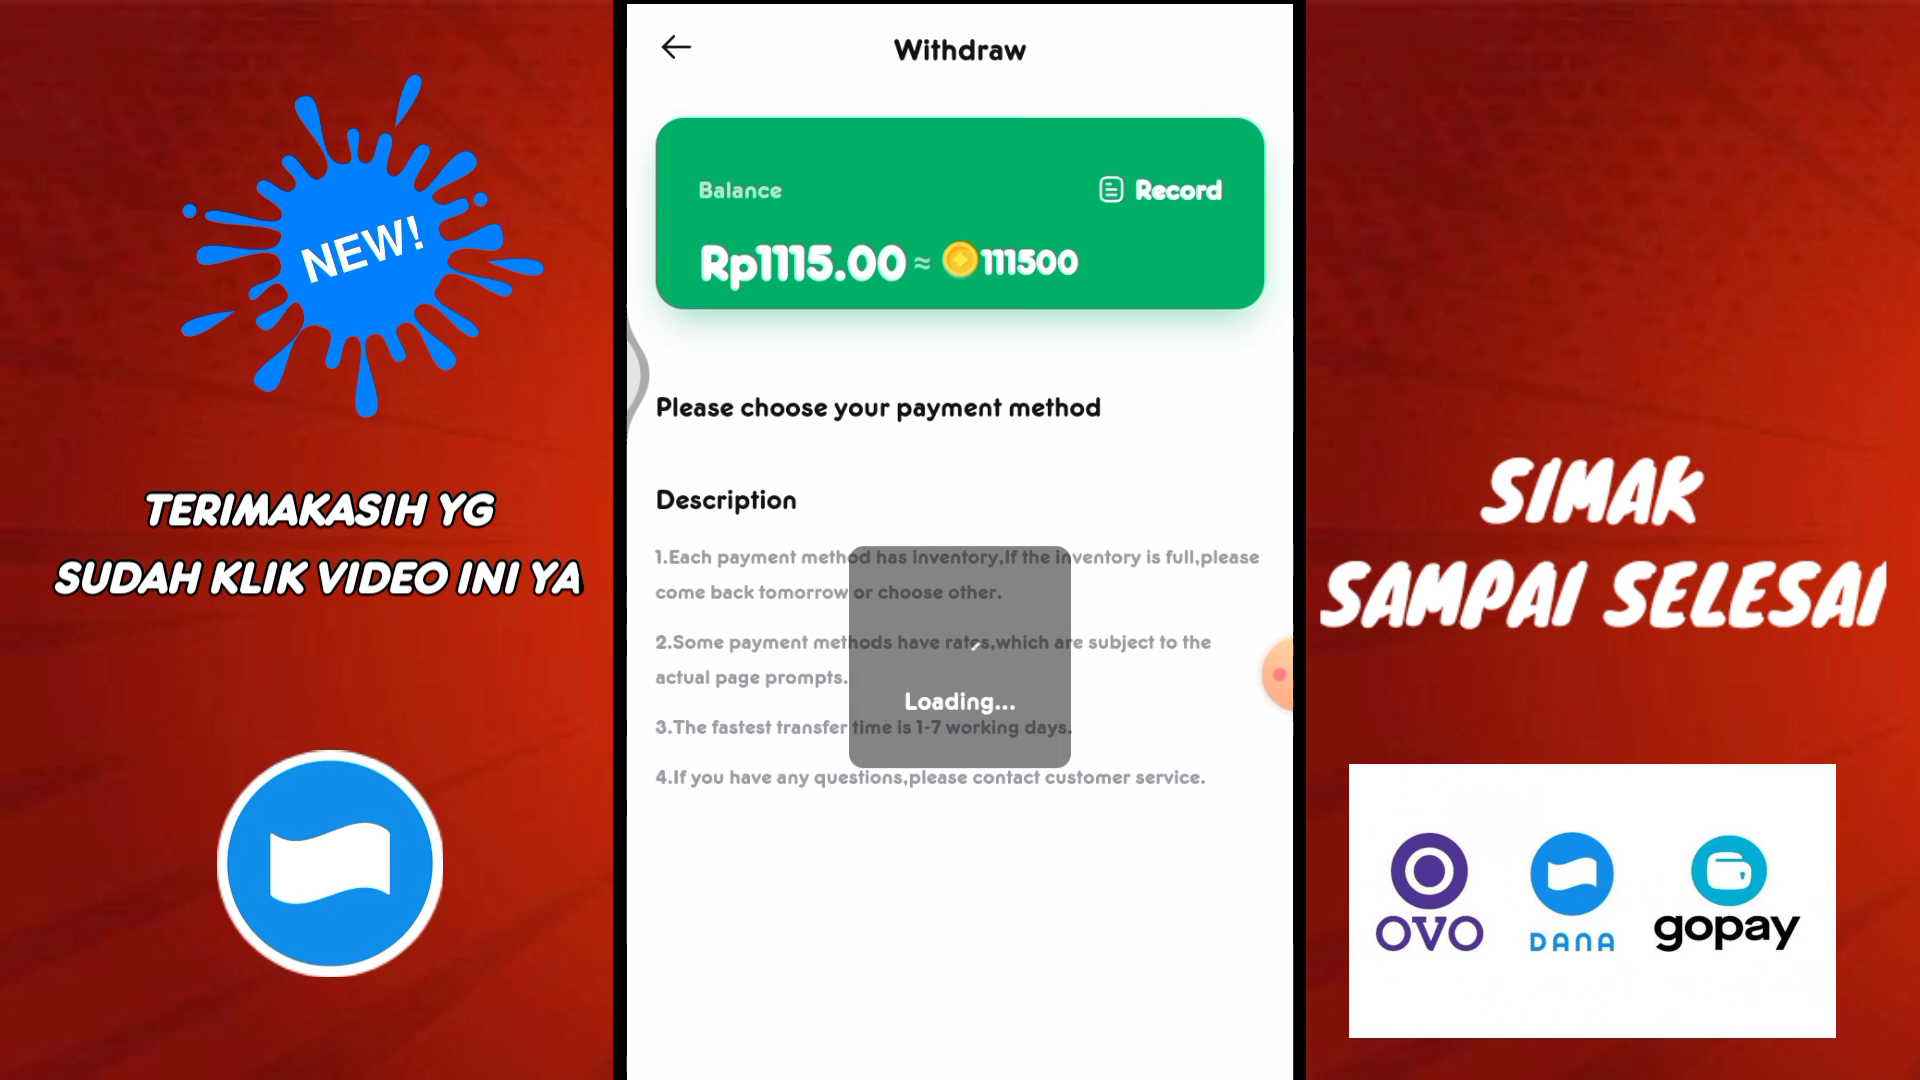 NEW!
TERIMAKASIH YG
SUDAH KLIK VIDEO INI YA
Withdraw
Balance
Record
Rp1115.00 ≈ 111500
Please choose your payment method
Description
1.Each payment method has inventory,If the inventory is full,please
come back tomorrow or choose other.
2.Some payment methods have rates,which are subject to the
actual page prompts.
Loading...
3.The fastest transfer time is 1-7 working days.
4.If you have any questions,please contact customer service.
SIMAK
SAMPAI SELESAI
OVO
DANA
gopay